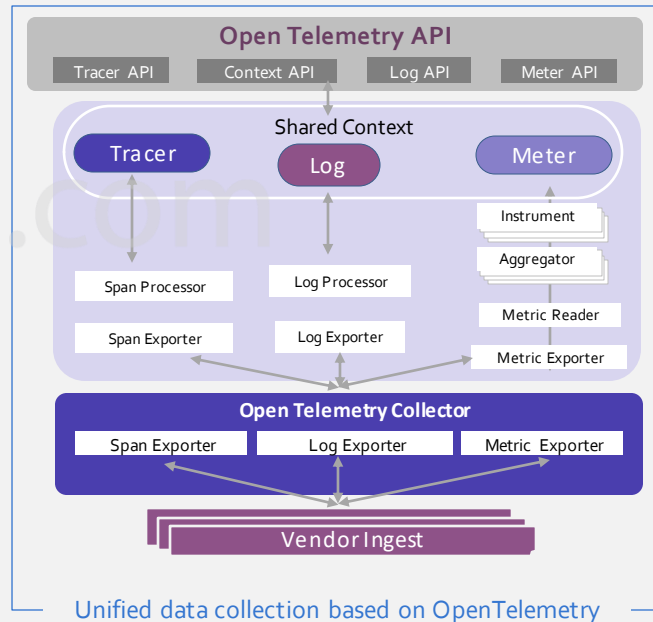 Open Telemetry API
Tracer API
Context API
Log API
Meter API
Shared Context
Tracer
Log
Meter
Instrument
Aggregator
Span Processor
Log Processor
Metric Reader
Span Exporter
Log Exporter
Metric Exporter
Open Telemetry Collector
Span Exporter
Log Exporter
Metric Exporter
Vendor Ingest
Unified data collection based on OpenTelemetry
.com